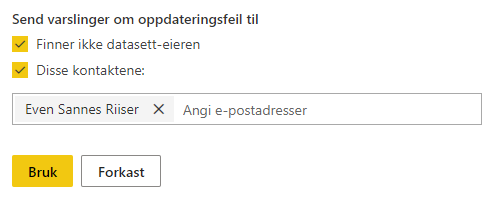 Send varslinger om oppdateringsfeil til
Finner ikke datasett-eieren
Disse kontaktene:
Even Sannes Riiser Angi e-postadresser
Bruk Forkast